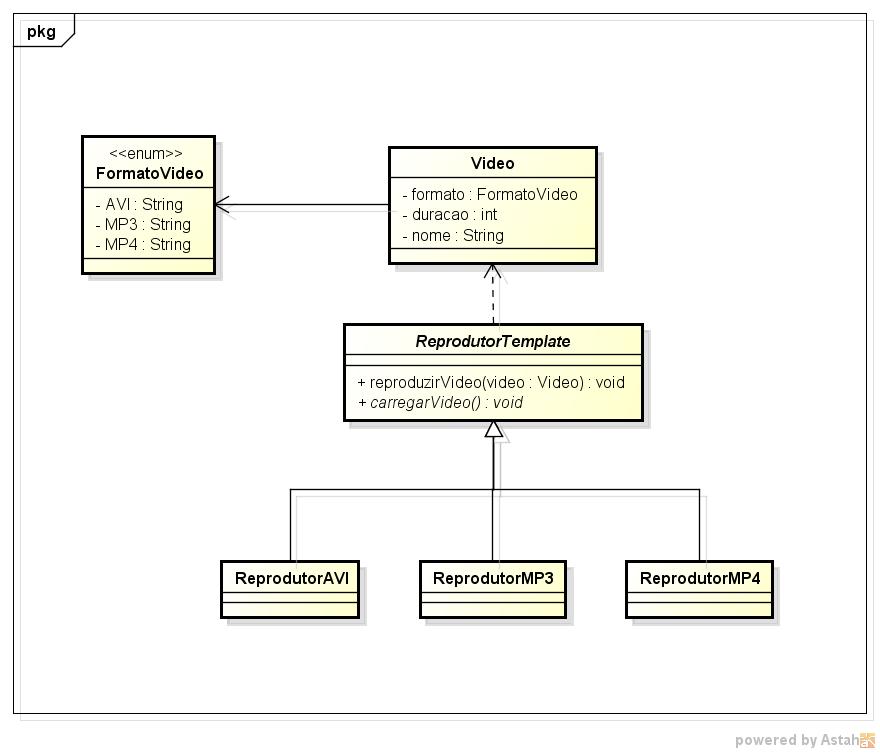 pkg
<<enum>>
FormatoVideo
- AVI : String
- MP3 : String
- MP4 : String
Video
- formato : FormatoVideo
- duracao : int
- nome : String
ReprodutorTemplate
+ reproduzirVideo(video : Video) : void
+ carregarVideo() : void
ReprodutorAVI
ReprodutorMP3
ReprodutorMP4
powered by Astah